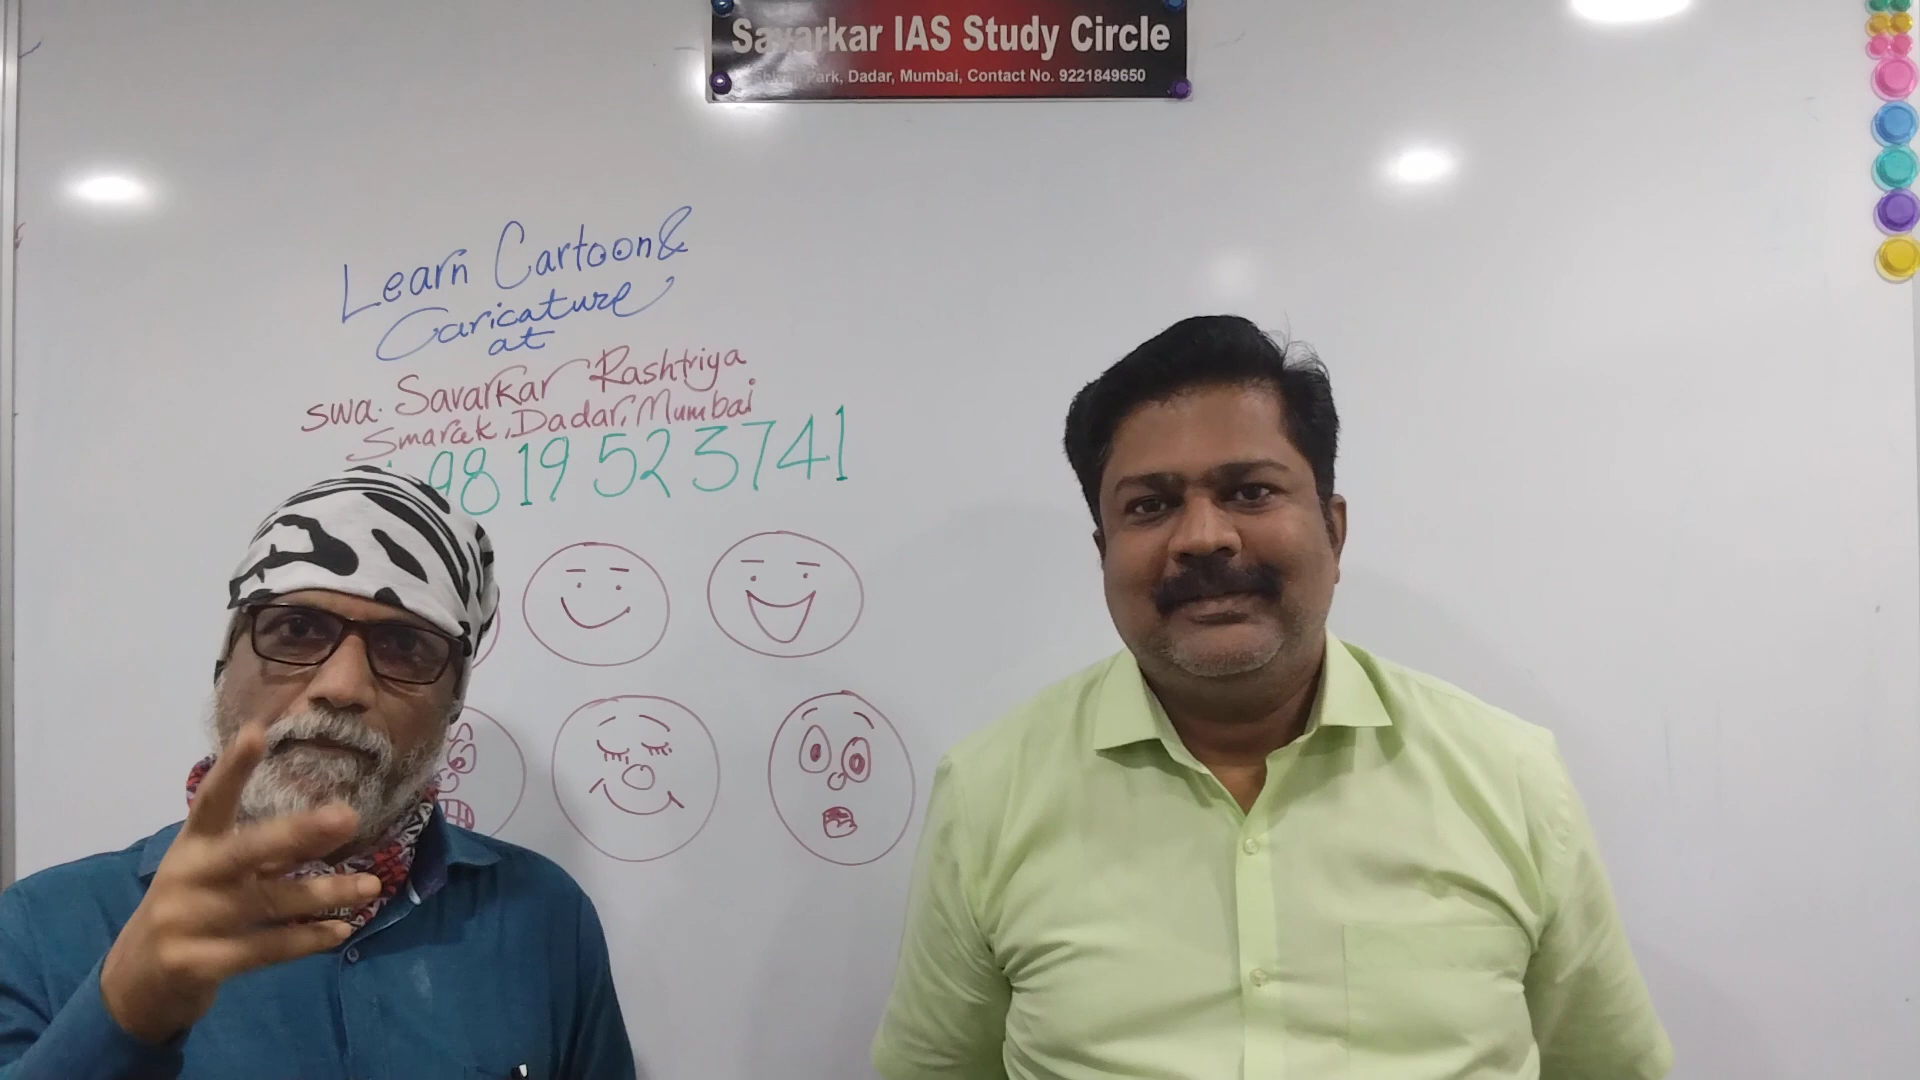 Savarkar IAS Study Circle
Shivaji Park, Dadar, Mumbai, Contact No. 9221849650
Learn Cartoon &
Caricature
at
swa. Savarkar Rashtriya
Smarak, Dadar, Mumbai
9819523741